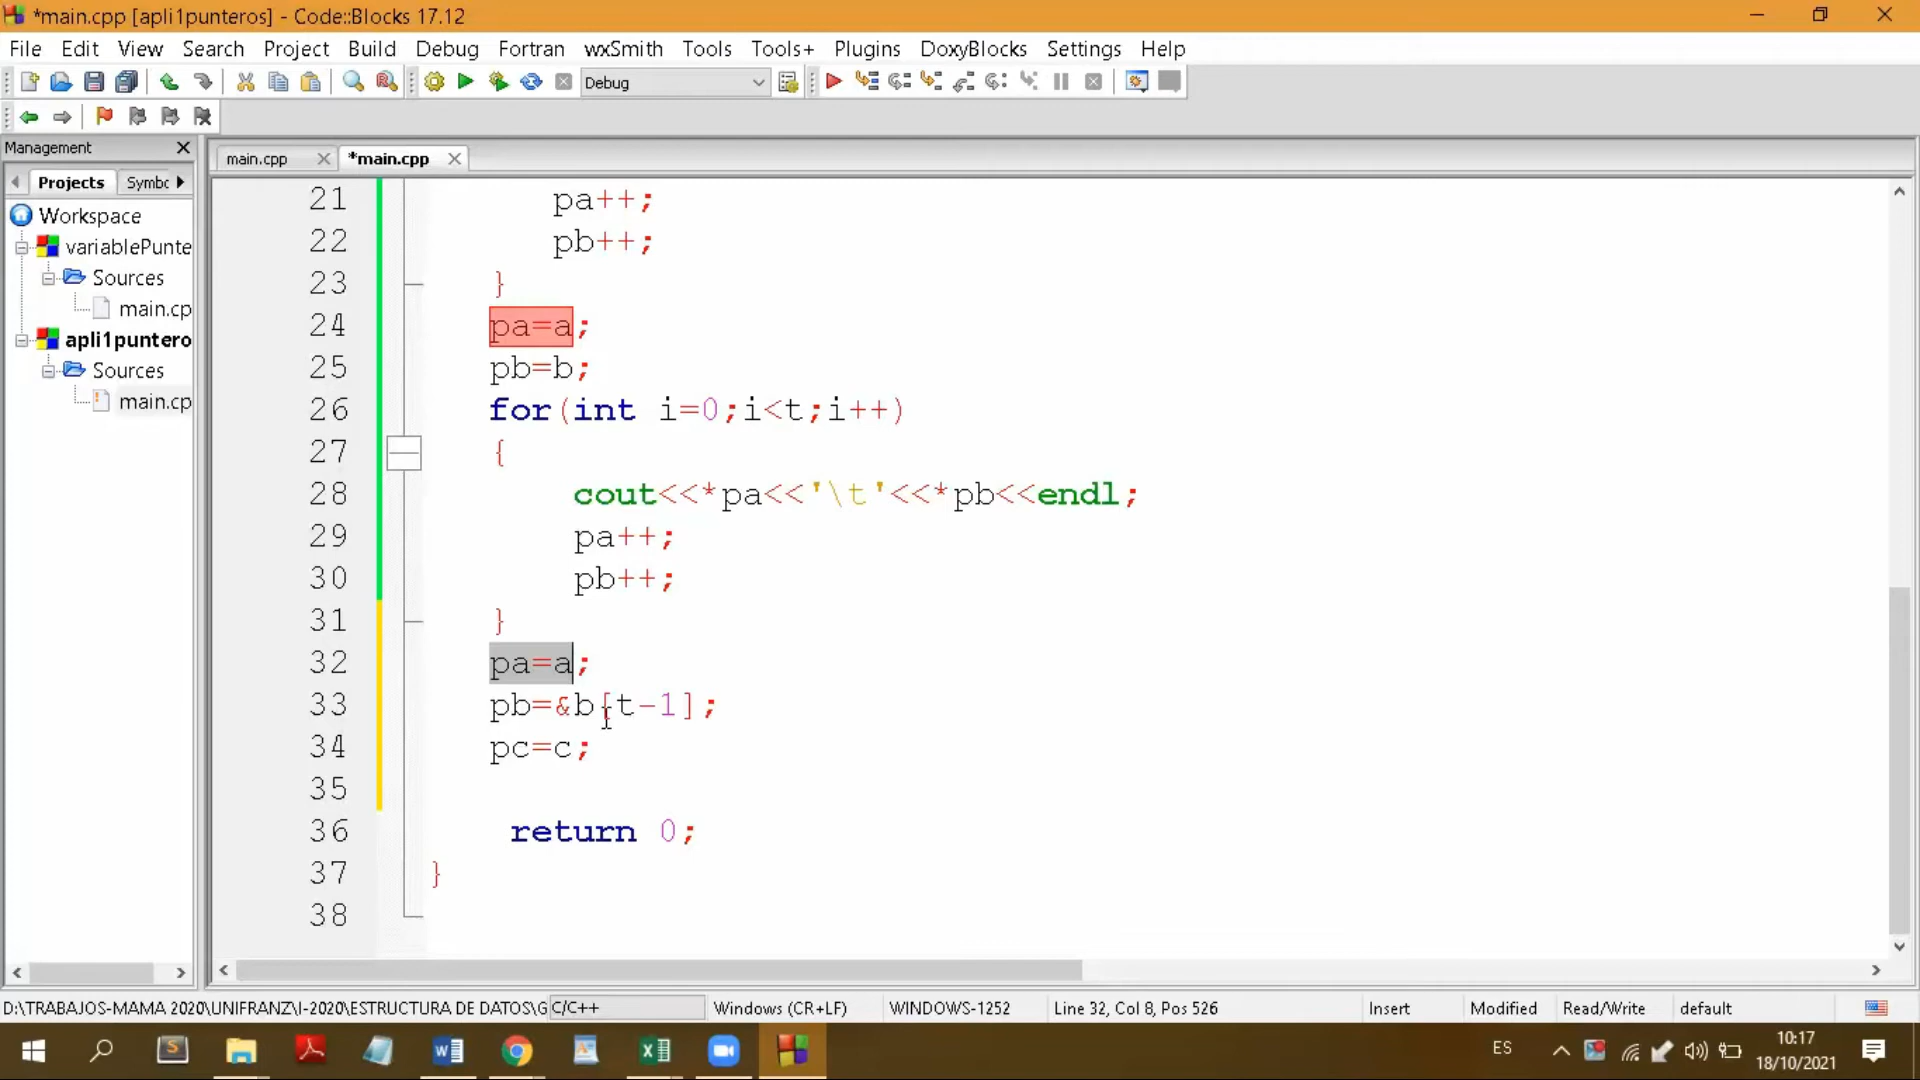 *main.cpp [apli1punteros] - Code::Blocks 17.12
File Edit View Search Project Build Debug Fortran wxSmith Tools Tools+ Plugins DoxyBlocks Settings Help
Debug
Management
main.cpp *main.cpp
Projects Symbc
Workspace
variablePunte
Sources
main.cp
apli1puntero
Sources
main.cp
21 pa++;
22 pb++;
23 }
24 pa=a;
25 pb=b;
26 for(int i=0;i<t;i++)
27 {
28 cout<<*pa<<'\t'<<*pb<<endl;
29 pa++;
30 pb++;
31 }
32 pa=a;
33 pb=&b[t-1];
34 pc=c;
35
36 return 0;
37 }
38
D:\TRABAJOS-MAMA 2020\UNIFRANZ\I-2020\ESTRUCTURA DE DATOS\G C/C++ Windows (CR+LF) WINDOWS-1252 Line 32, Col 8, Pos 526 Insert Modified Read/Write default
ES
10:17
18/10/2021